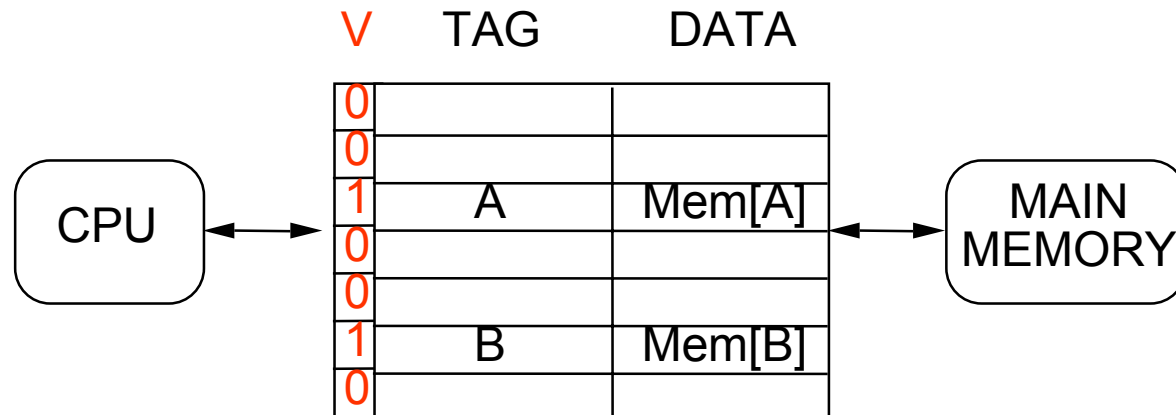 V TAG DATA
0
0
1 A Mem[A]
CPU
MAIN
MEMORY
0
0
1 B Mem[B]
0